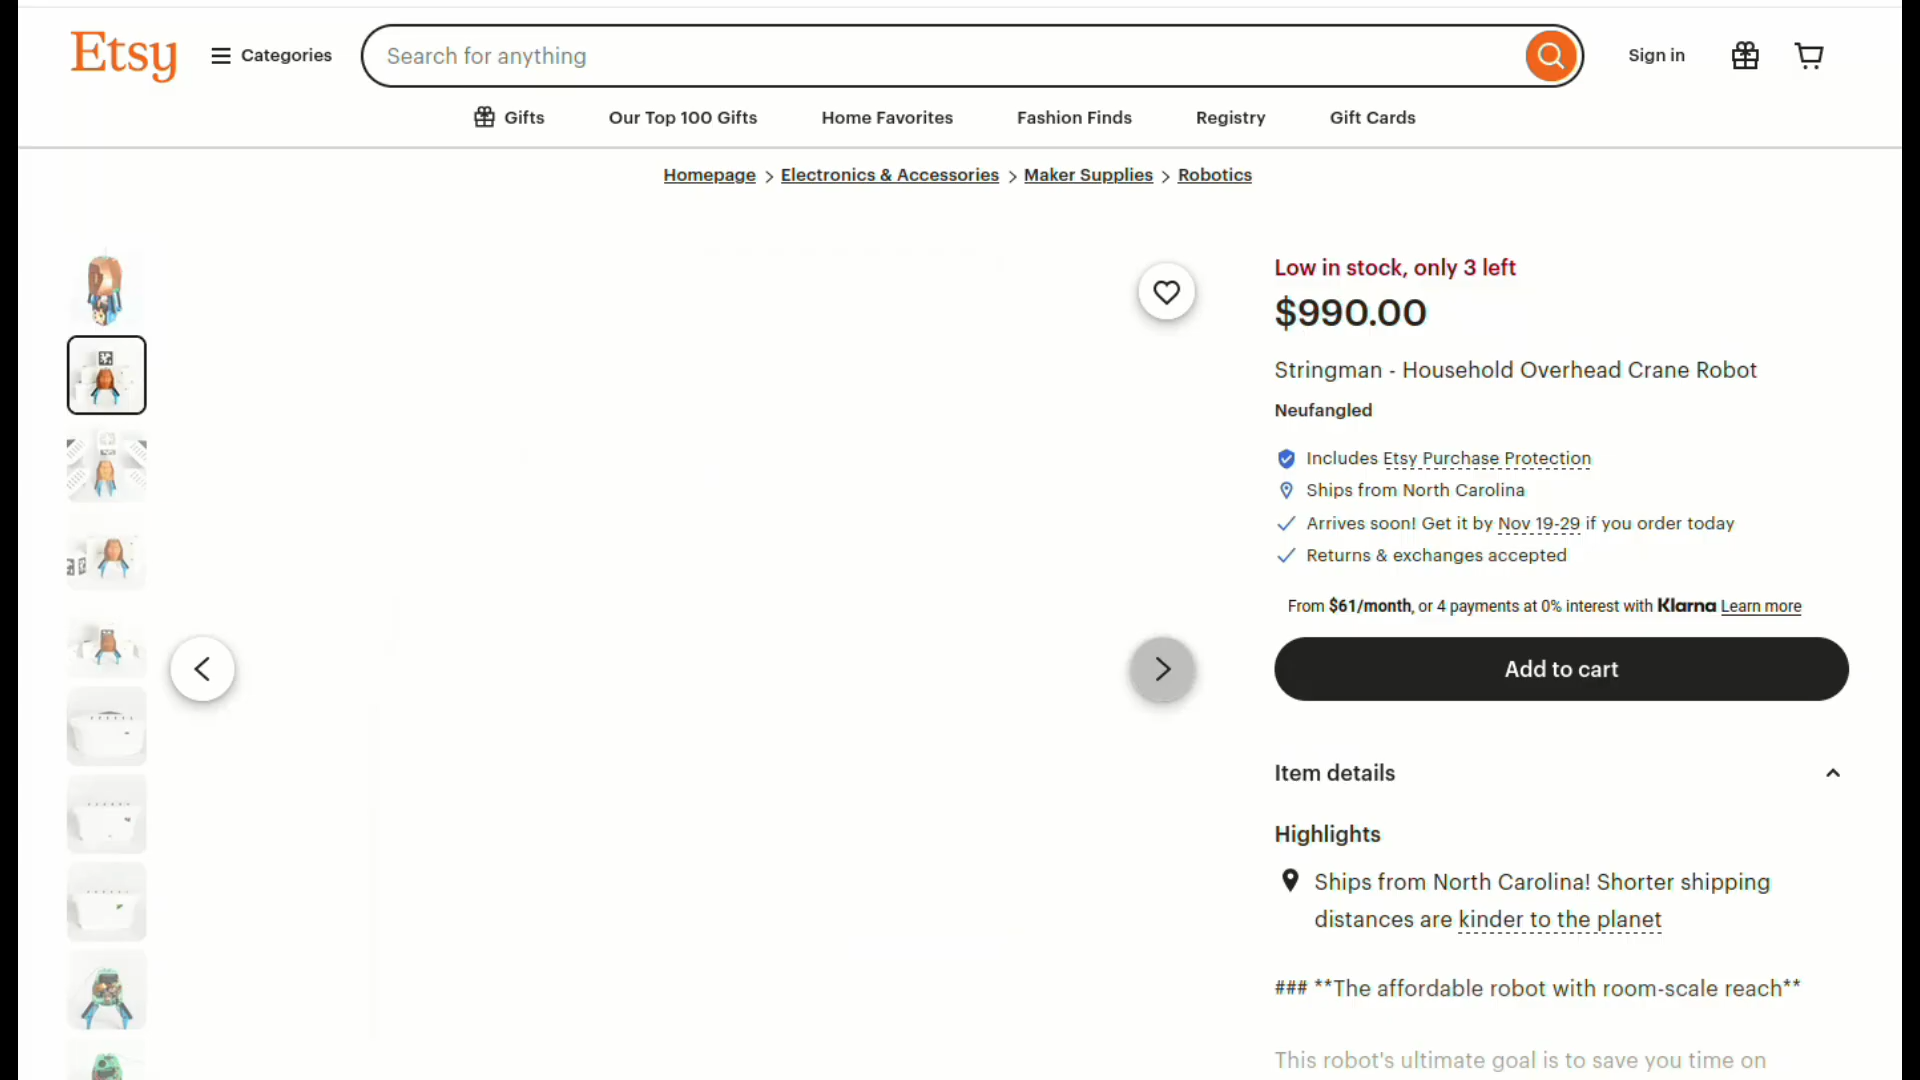 Etsy
Categories
Search for anything
Sign in
Gifts
Our Top 100 Gifts
Home Favorites
Fashion Finds
Registry
Gift Cards
Homepage > Electronics & Accessories > Maker Supplies > Robotics
Low in stock, only 3 left
$990.00
Stringman - Household Overhead Crane Robot
Neufangled
Includes Etsy Purchase Protection
Ships from North Carolina
Arrives soon! Get it by Nov 19-29 if you order today
Returns & exchanges accepted
From $61/month, or 4 payments at 0% interest with Klarna Learn more
Add to cart
Item details
Highlights
Ships from North Carolina! Shorter shipping
distances are kinder to the planet
### **The affordable robot with room-scale reach**
This robot's ultimate goal is to save you time on